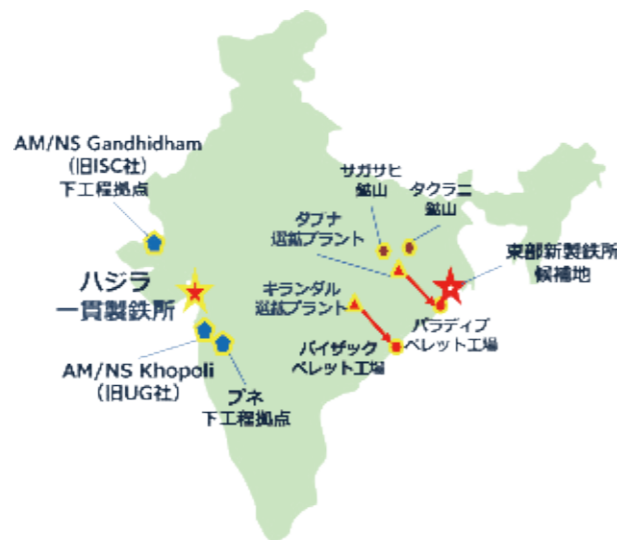 AM/NS Gandhidham
(旧ISC社)
下工程拠点
サガサヒ
鉱山
タクラニ
鉱山
ダブナ
選鉱プラント
東部新製鉄所
候補地
ハジラ
一貫製鉄所
キランダル
選鉱プラント
パラディプ
ペレット工場
バイザック
ペレット工場
AM/NS Khopoli
(旧UG社)
プネ
下工程拠点